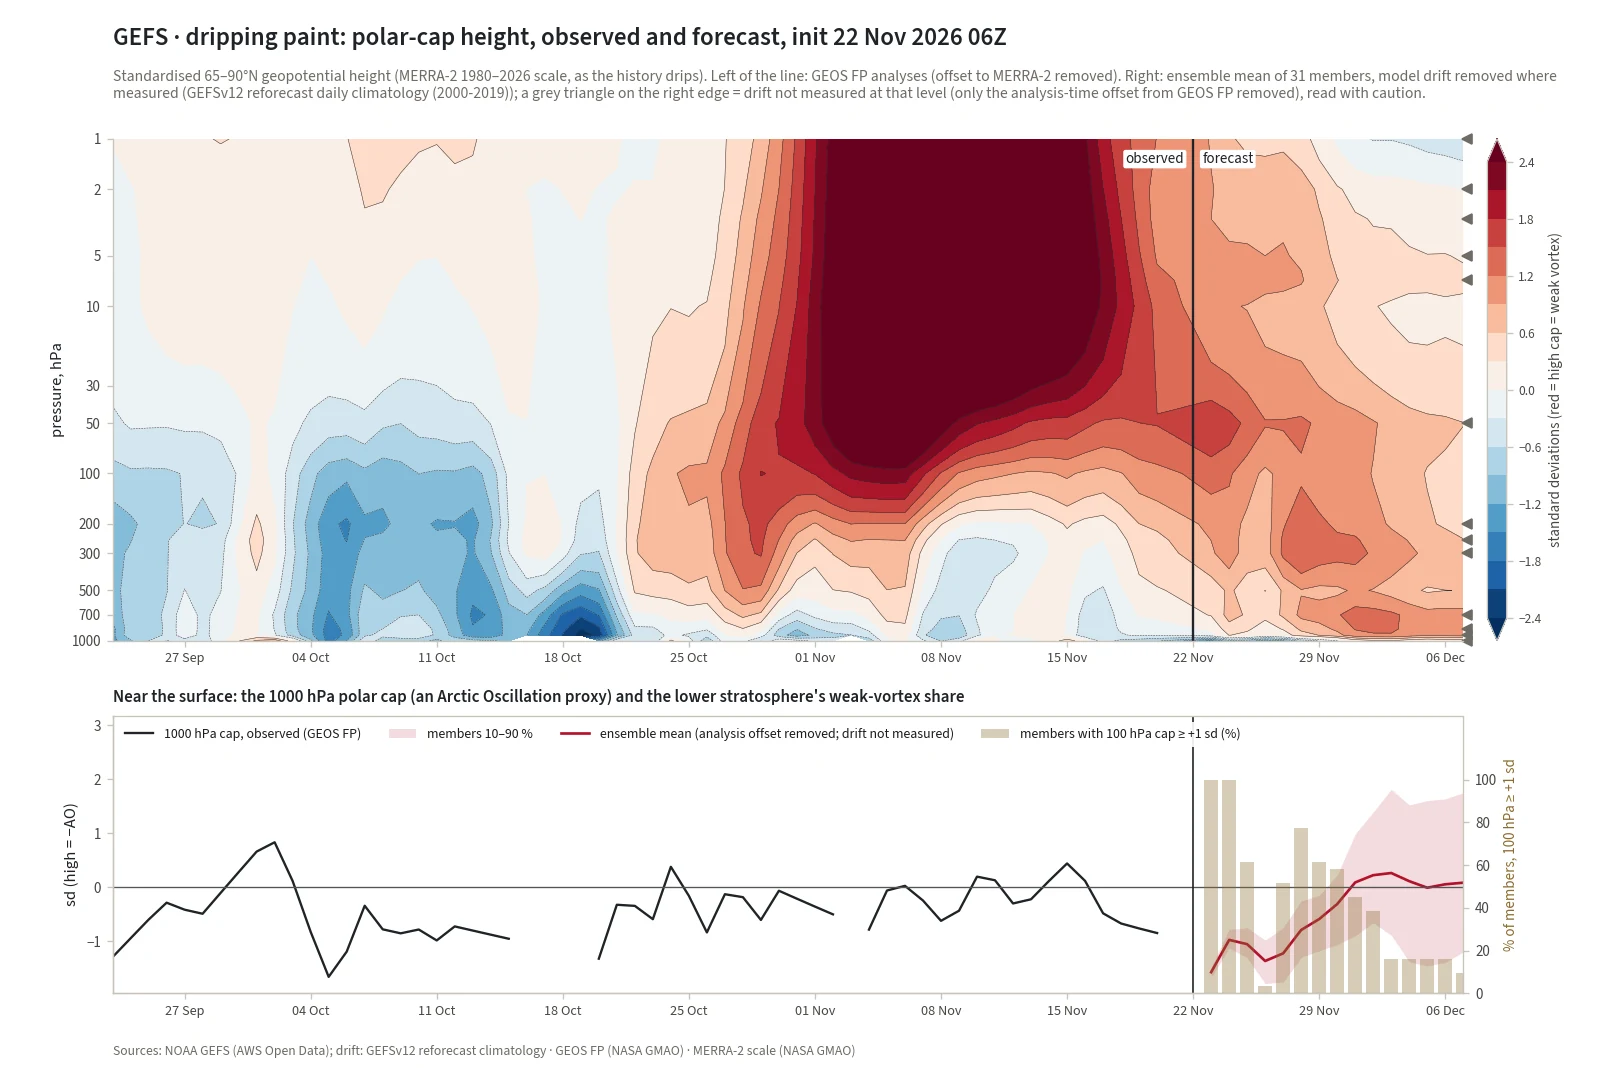 GEFS · dripping paint: polar-cap height, observed and forecast, init 22 Nov 2026 06Z
Standardised 65–90°N geopotential height (MERRA-2 1980–2026 scale, as the history drips). Left of the line: GEOS FP analyses (offset to MERRA-2 removed). Right: ensemble mean of 31 members, model drift removed where
measured (GEFSv12 reforecast daily climatology (2000-2019)); a grey triangle on the right edge = drift not measured at that level (only the analysis-time offset from GEOS FP removed), read with caution.
observed
forecast
pressure, hPa
1
2
5
10
30
50
100
200
300
500
700
1000
27 Sep
04 Oct
11 Oct
18 Oct
25 Oct
01 Nov
08 Nov
15 Nov
22 Nov
29 Nov
06 Dec
2.4
1.8
1.2
0.6
0.0
−0.6
−1.2
−1.8
−2.4
standard deviations (red = high cap = weak vortex)
Near the surface: the 1000 hPa polar cap (an Arctic Oscillation proxy) and the lower stratosphere's weak-vortex share
1000 hPa cap, observed (GEOS FP)
members 10–90 %
ensemble mean (analysis offset removed; drift not measured)
members with 100 hPa cap ≥ +1 sd (%)
sd (high = −AO)
3
2
1
0
−1
100
80
60
40
20
0
% of members, 100 hPa ≥ +1 sd
27 Sep
04 Oct
11 Oct
18 Oct
25 Oct
01 Nov
08 Nov
15 Nov
22 Nov
29 Nov
06 Dec
Sources: NOAA GEFS (AWS Open Data); drift: GEFSv12 reforecast climatology · GEOS FP (NASA GMAO) · MERRA-2 scale (NASA GMAO)